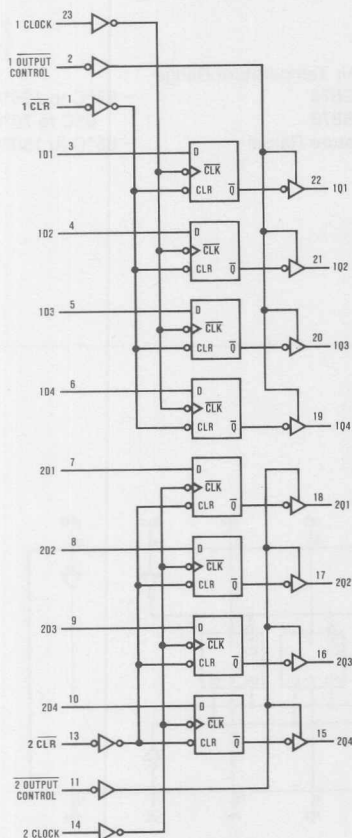 23
1 CLOCK
1 OUTPUT
CONTROL
2
1 CLR
1
1D1
3
D
CLK
CLR
Q
22
1Q1
1D2
4
D
CLK
CLR
Q
21
1Q2
1D3
5
D
CLK
CLR
Q
20
1Q3
1D4
6
D
CLK
CLR
Q
19
1Q4
2D1
7
D
CLK
CLR
Q
18
2Q1
2D2
8
D
CLK
CLR
Q
17
2Q2
2D3
9
D
CLK
CLR
Q
16
2Q3
2D4
10
D
CLK
CLR
Q
15
2Q4
2 CLR
13
2 OUTPUT
CONTROL
11
2 CLOCK
14